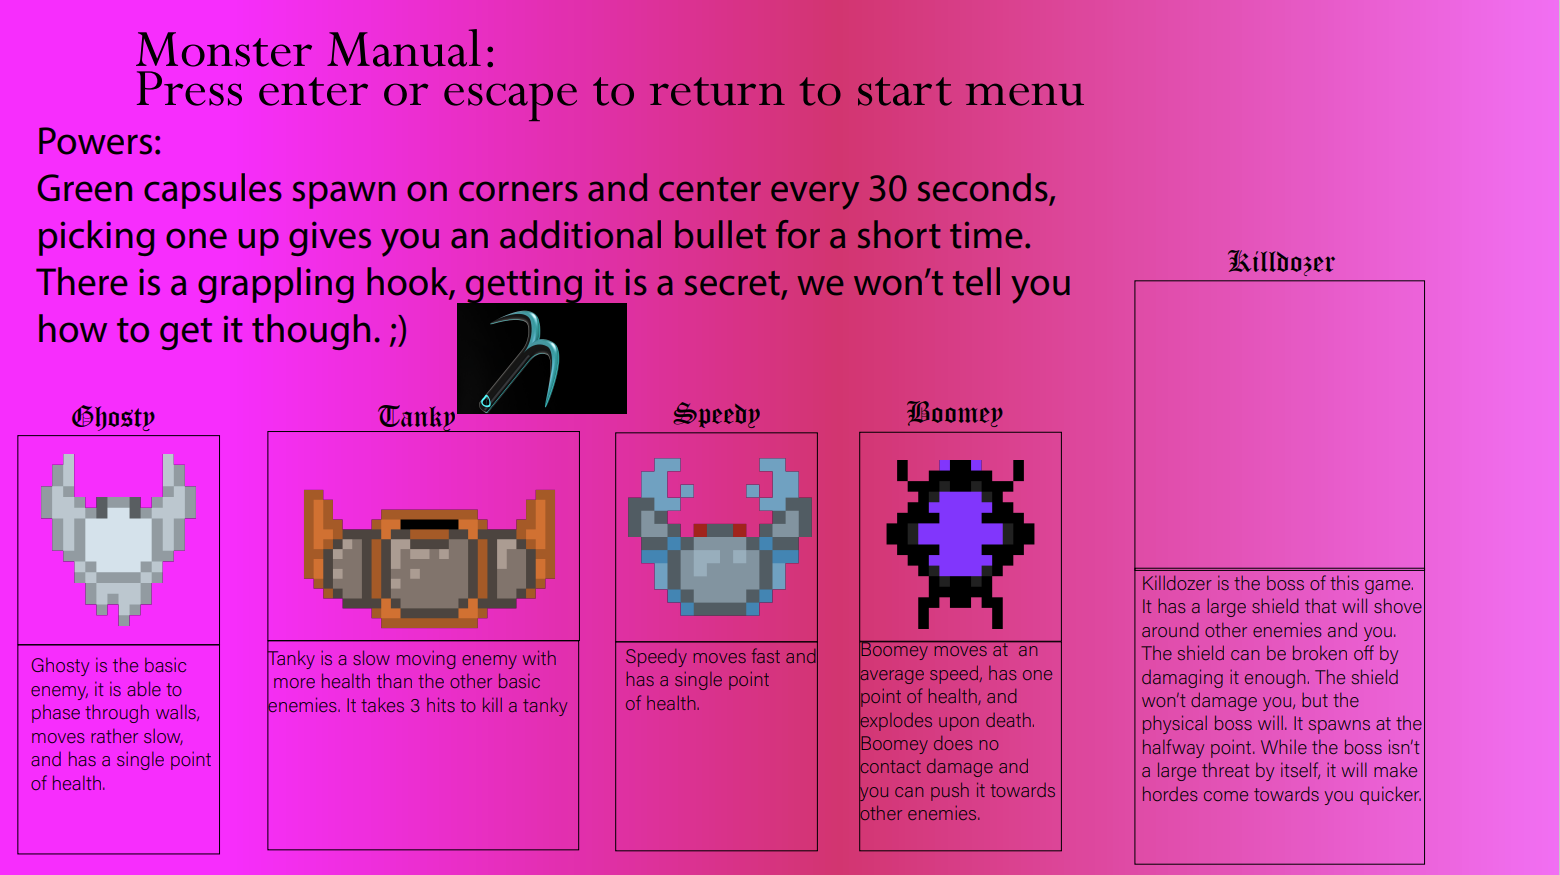 Monster Manual:
Press enter or escape to return to start menu
Powers:
Green capsules spawn on corners and center every 30 seconds,
picking one up gives you an additional bullet for a short time.
There is a grappling hook, getting it is a secret, we won’t tell you
how to get it though. ;)
Ghosty
Ghosty is the basic
enemy, it is able to
phase through walls,
moves rather slow,
and has a single point
of health.
Tanky
Tanky is a slow moving enemy with
more health than the other basic
enemies. It takes 3 hits to kill a tanky
Speedy
Speedy moves fast and
has a single point
of health.
Boomey
Boomey moves at  an
average speed, has one
point of health, and
explodes upon death.
Boomey does no
contact damage and
you can push it towards
other enemies.
Killdozer
Killdozer is the boss of this game.
It has a large shield that will shove
around other enemies and you.
The shield can be broken off by
damaging it enough. The shield
won’t damage you, but the
physical boss will. It spawns at the
halfway point. While the boss isn’t
a large threat by itself, it will make
hordes come towards you quicker.